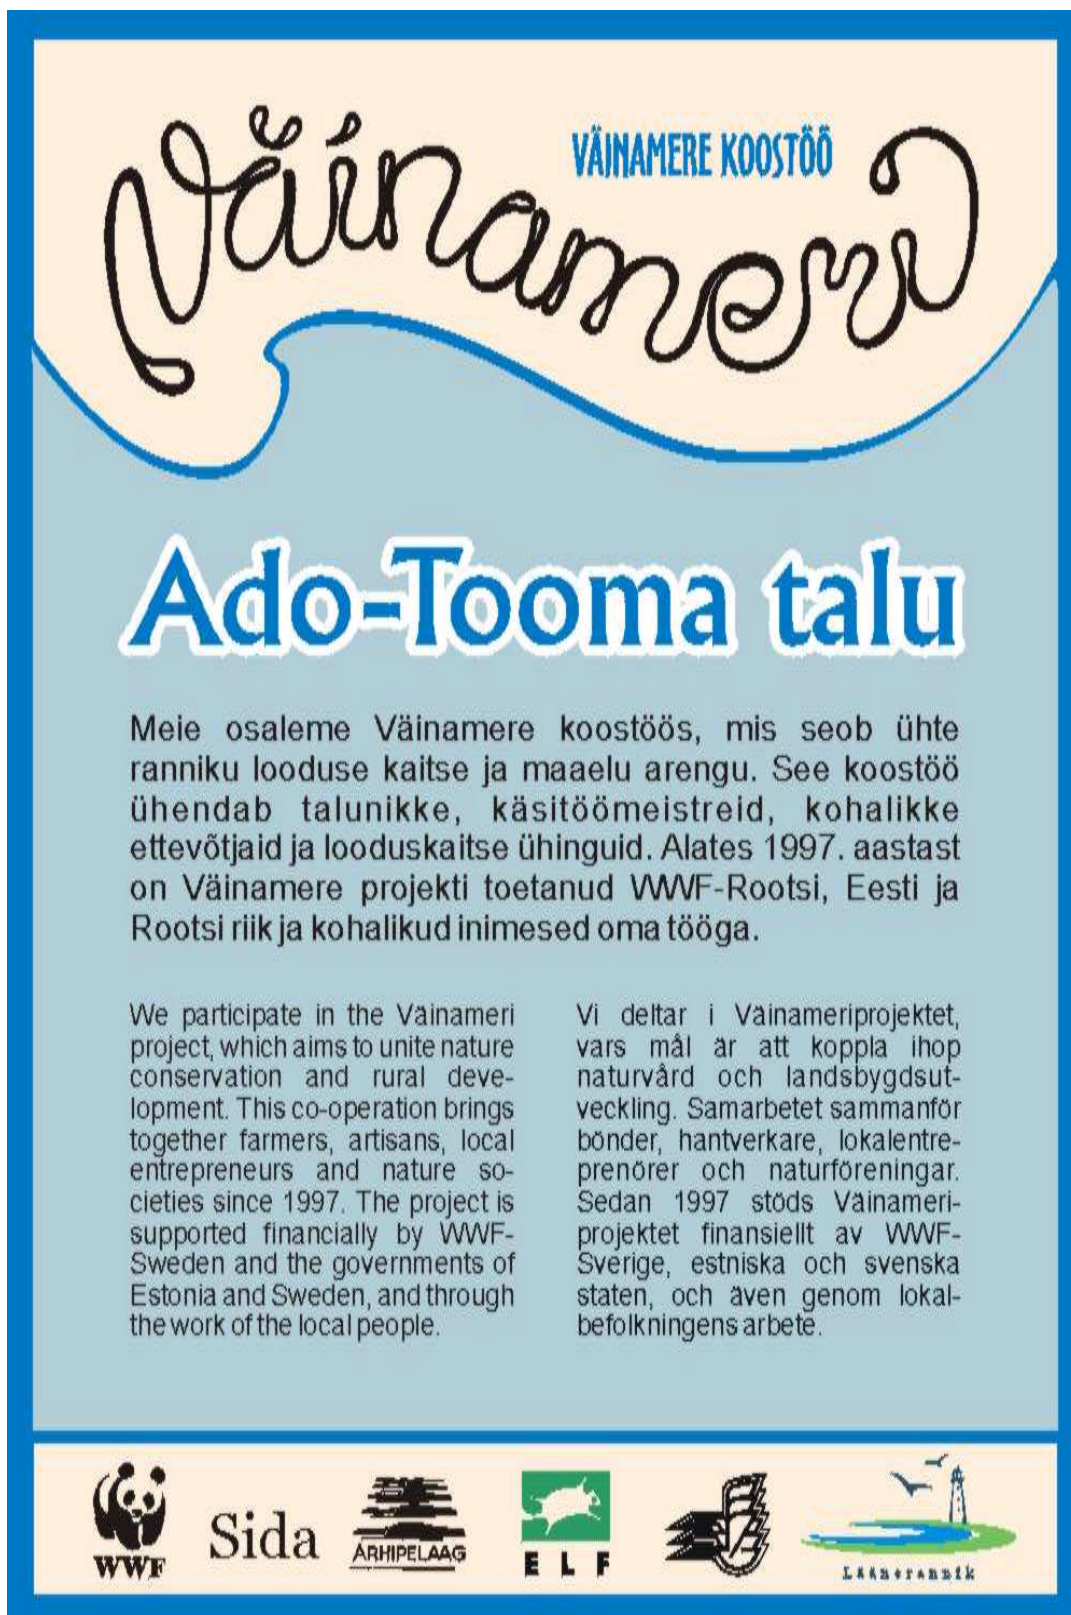 Väinameri
VÄINAMERE KOOSTÖÖ
Ado-Tooma talu
Meie osaleme Väinamere koostöös, mis seob ühte
ranniku looduse kaitse ja maaelu arengu. See koostöö
ühendab talunikke, käsitöömeistreid, kohalikke
ettevõtjaid ja looduskaitse ühinguid. Alates 1997. aastast
on Väinamere projekti toetanud WWF-Rootsi, Eesti ja
Rootsi riik ja kohalikud inimesed oma tööga.
We participate in the Väinameri
project, which aims to unite nature
conservation and rural deve-
lopment. This co-operation brings
together farmers, artisans, local
entrepreneurs and nature so-
cieties since 1997. The project is
supported financially by WWF-
Sweden and the governments of
Estonia and Sweden, and through
the work of the local people.
Vi deltar i Väinameriprojektet,
vars mål är att koppla ihop
naturvård och landsbygdsut-
veckling. Samarbetet sammanför
bönder, hantverkare, lokalentre-
prenörer och naturföreningar.
Sedan 1997 stöds Väinameri-
projektet finansiellt av WWF-
Sverige, estniska och svenska
staten, och även genom lokal-
befolkningens arbete.
WWF
Sida
ARHIPELAAG
ELF
Läänerannik